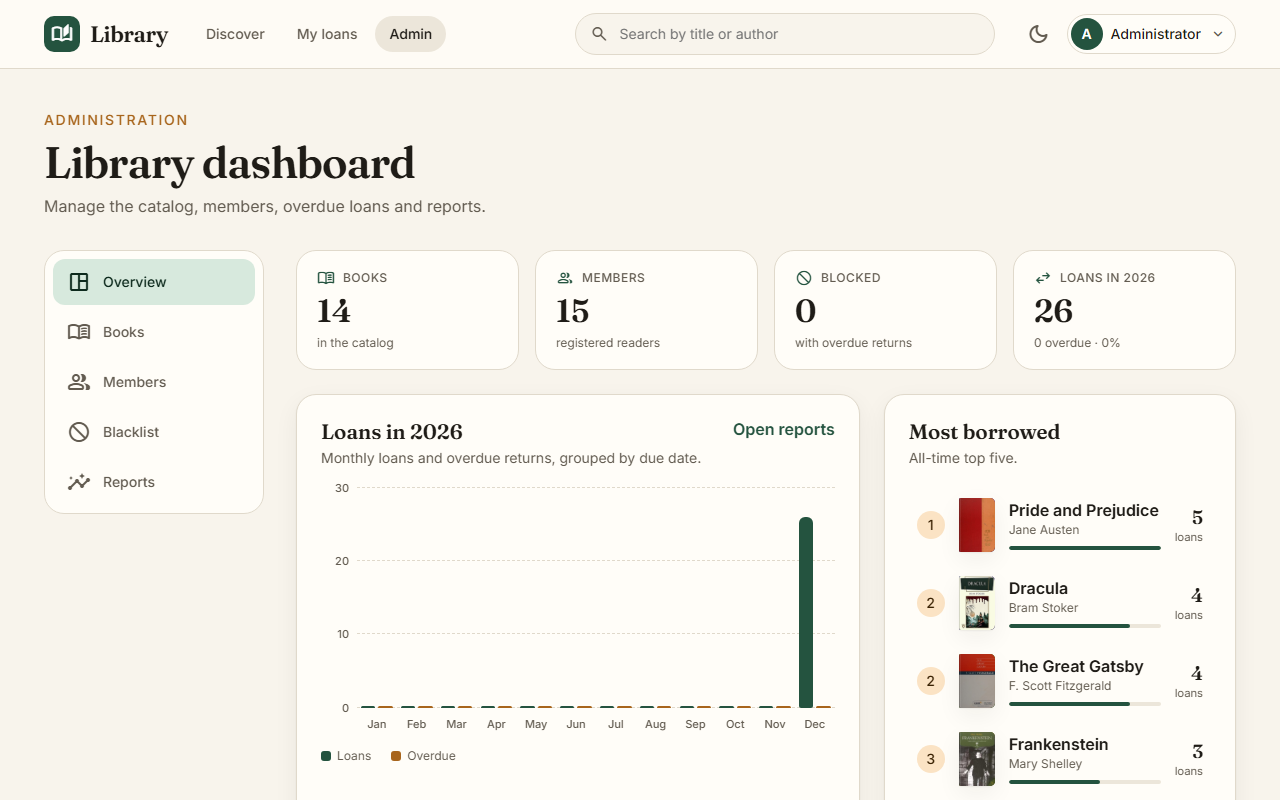 Library
Discover
My loans
Admin
Search by title or author
A
Administrator
ADMINISTRATION
Library dashboard
Manage the catalog, members, overdue loans and reports.
Overview
Books
Members
Blacklist
Reports
BOOKS
14
in the catalog
MEMBERS
15
registered readers
BLOCKED
0
with overdue returns
LOANS IN 2026
26
0 overdue · 0%
Loans in 2026
Open reports
Monthly loans and overdue returns, grouped by due date.
30
20
10
0
Jan Feb Mar Apr May Jun Jul Aug Sep Oct Nov Dec
Loans
Overdue
Most borrowed
All-time top five.
1
Pride and Prejudice
Jane Austen
5
loans
2
Dracula
Bram Stoker
4
loans
2
The Great Gatsby
F. Scott Fitzgerald
4
loans
3
Frankenstein
Mary Shelley
3
loans